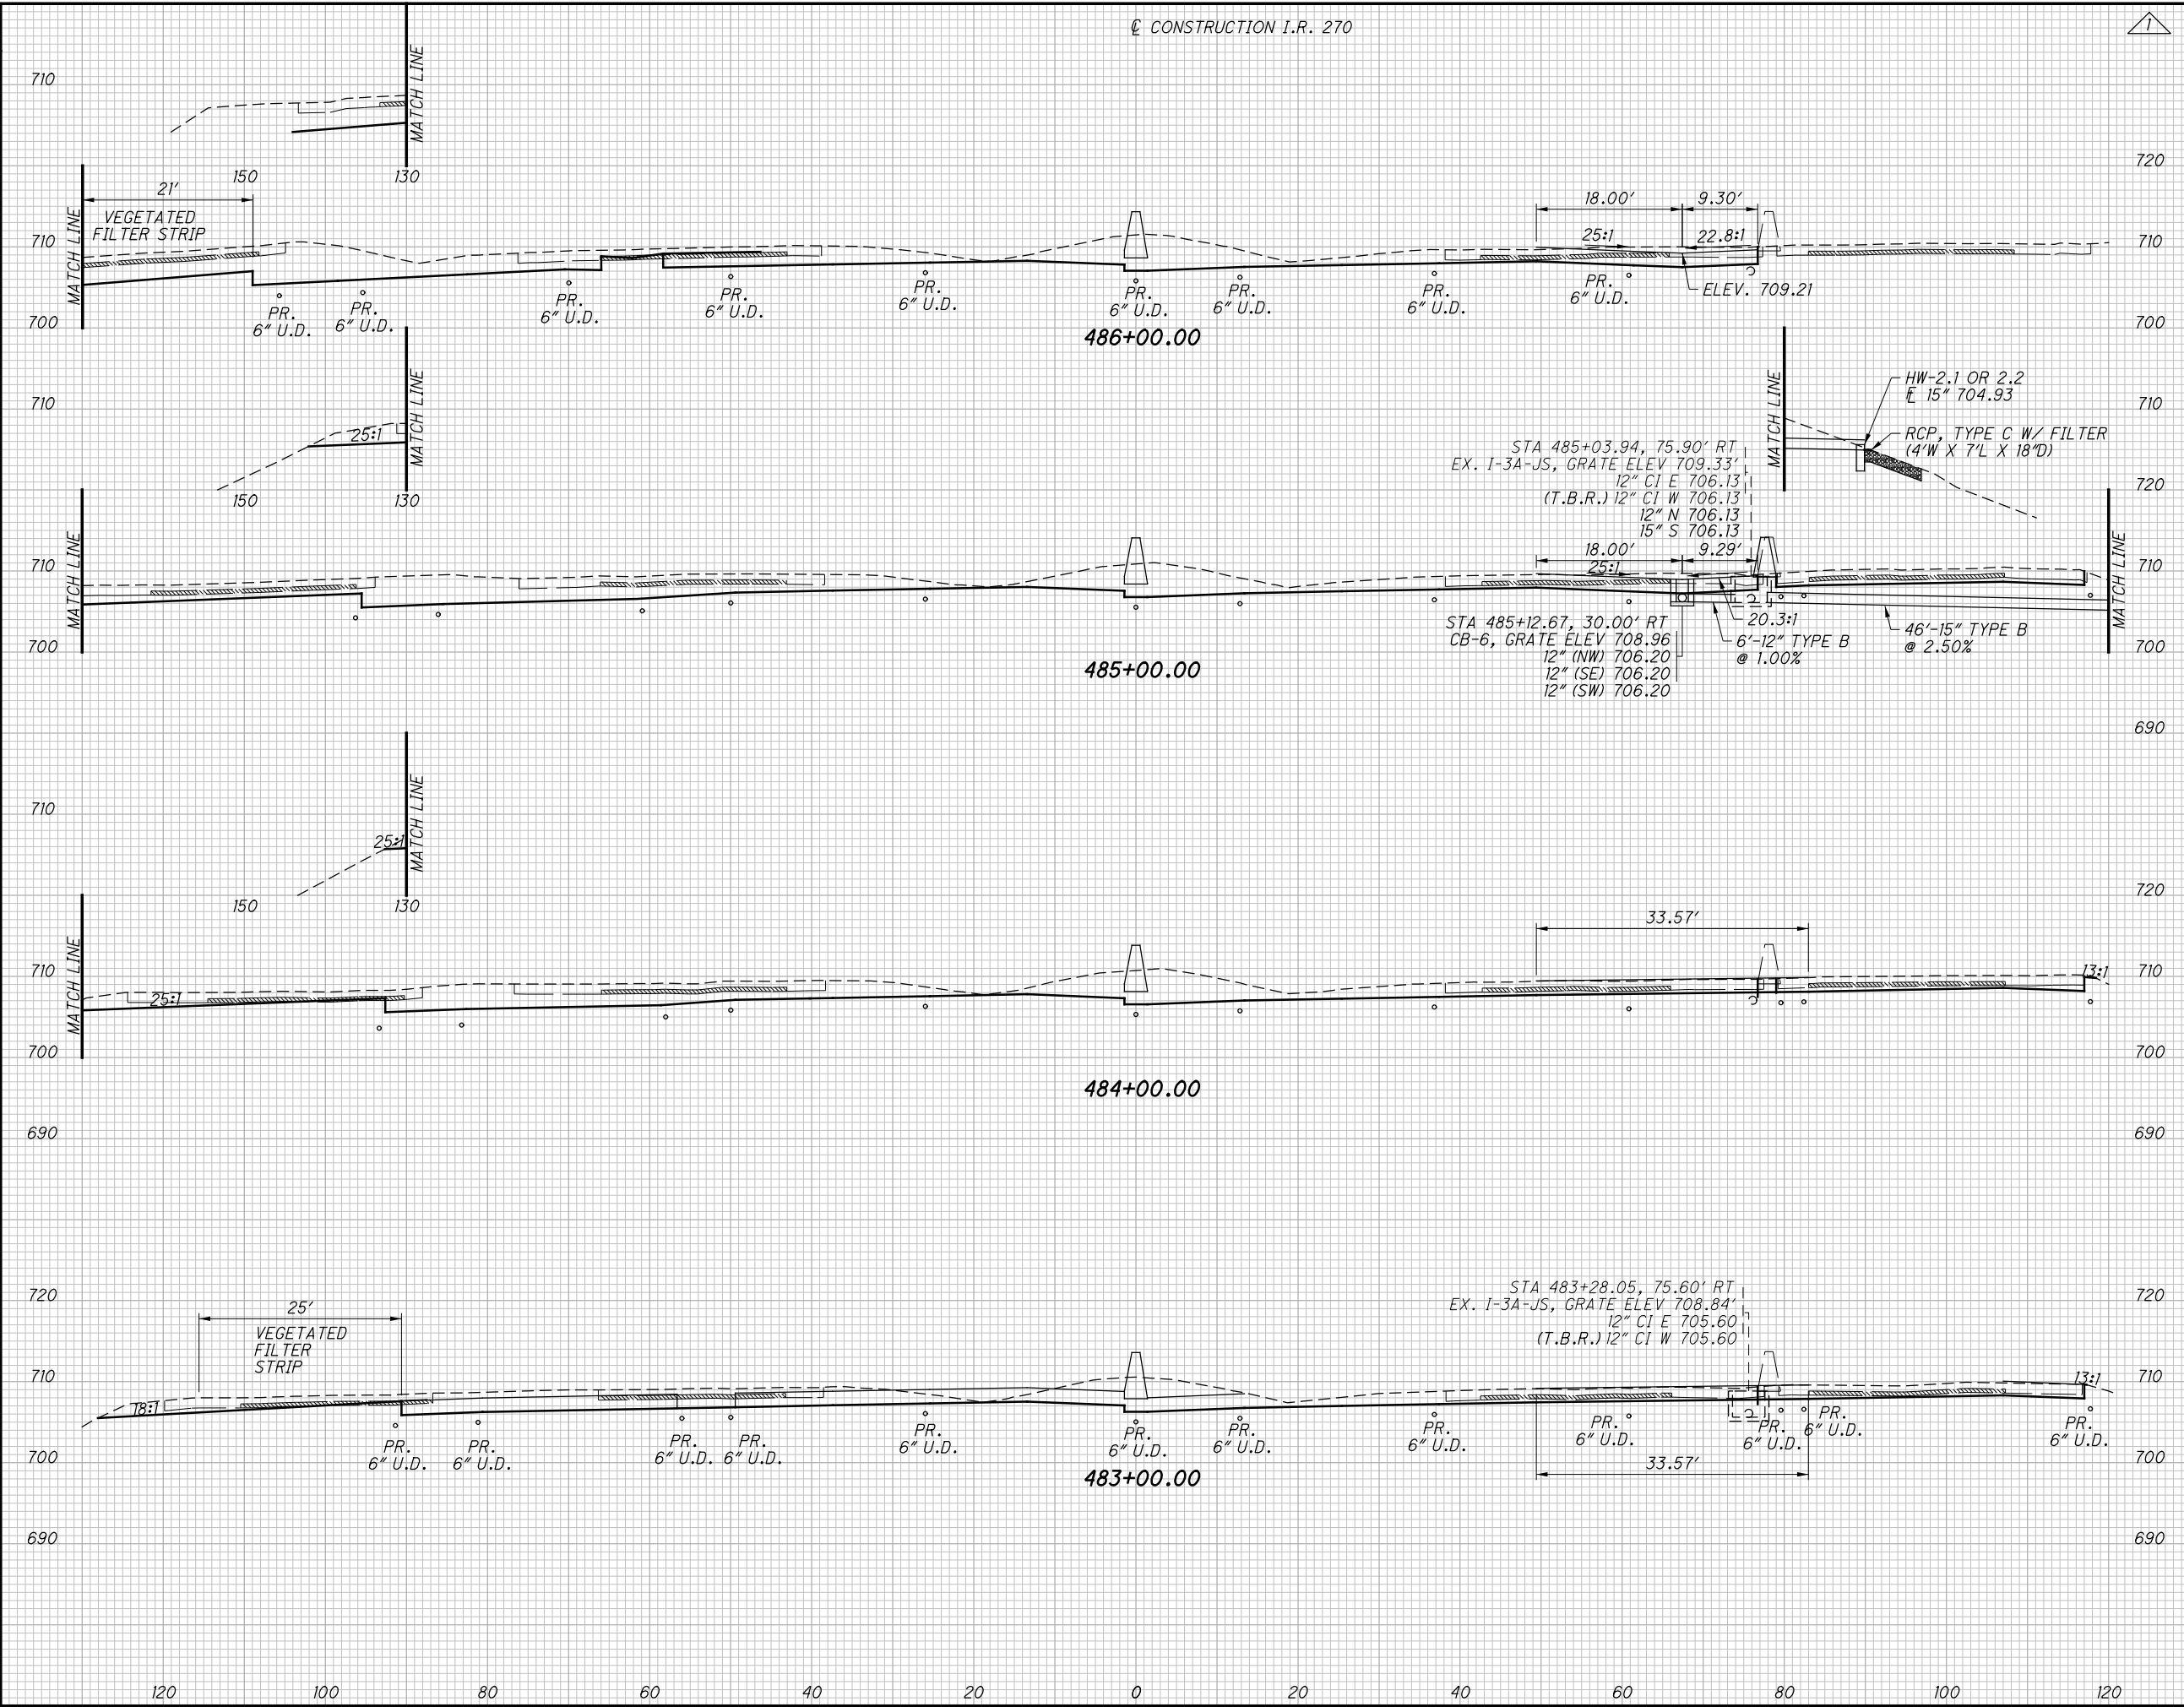 ℄ CONSTRUCTION I.R. 270
1
710
MATCH LINE
150
130
720
21'
VEGETATED
FILTER STRIP
MATCH LINE
710
18.00'
9.30'
25:1
22.8:1
710
ELEV. 709.21
700
PR.
6" U.D.
PR.
6" U.D.
PR.
6" U.D.
PR.
6" U.D.
PR.
6" U.D.
PR.
6" U.D.
PR.
6" U.D.
PR.
6" U.D.
PR.
6" U.D.
700
486+00.00
710
25:1
MATCH LINE
150
130
MATCH LINE
HW-2.1 OR 2.2
F̲L̲ 15" 704.93
RCP, TYPE C W/ FILTER
(4'W X 7'L X 18"D)
710
720
STA 485+03.94, 75.90' RT
EX. I-3A-JS, GRATE ELEV 709.33'
12" CI E 706.13
(T.B.R.) 12" CI W 706.13
12" N 706.13
15" S 706.13
MATCH LINE
710
18.00'
9.29'
25:1
MATCH LINE
710
20.3:1
6'-12" TYPE B
@ 1.00%
46'-15" TYPE B
@ 2.50%
STA 485+12.67, 30.00' RT
CB-6, GRATE ELEV 708.96
12" (NW) 706.20
12" (SE) 706.20
12" (SW) 706.20
700
700
485+00.00
690
710
25:1
MATCH LINE
150
130
720
33.57'
MATCH LINE
710
25:1
13:1
710
700
700
484+00.00
690
690
720
25'
VEGETATED
FILTER
STRIP
STA 483+28.05, 75.60' RT
EX. I-3A-JS, GRATE ELEV 708.84'
12" CI E 705.60
(T.B.R.) 12" CI W 705.60
720
710
18:1
13:1
710
PR.
6" U.D.
PR.
6" U.D.
PR.
6" U.D.
PR.
6" U.D.
PR.
6" U.D.
PR.
6" U.D.
PR.
6" U.D.
PR.
6" U.D.
PR.
6" U.D.
PR.
6" U.D.
PR.
6" U.D.
PR.
6" U.D.
700
33.57'
700
483+00.00
690
690
120 100 80 60 40 20 0 20 40 60 80 100 120